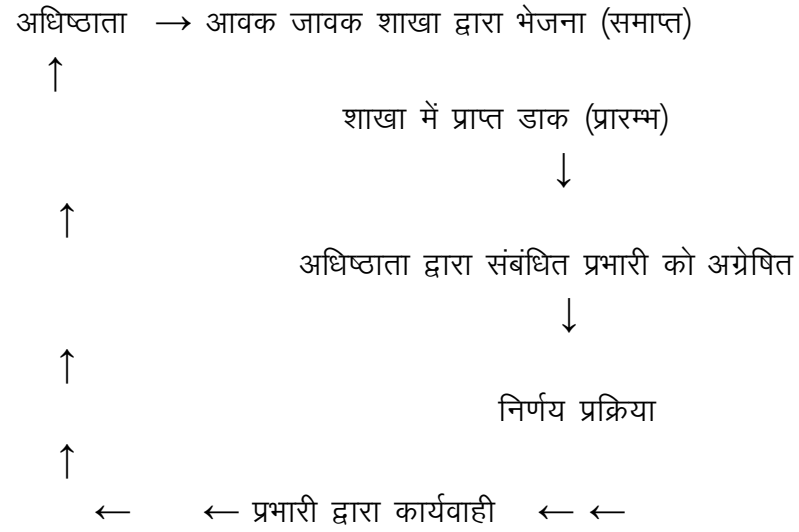 अधिष्ठाता → आवक जावक शाखा द्वारा भेजना (समाप्त)
↑
शाखा में प्राप्त डाक (प्रारम्भ)
↓
↑
अधिष्ठाता द्वारा संबंधित प्रभारी को अग्रेषित
↓
↑
निर्णय प्रक्रिया
↑
← ← प्रभारी द्वारा कार्यवाही ← ←